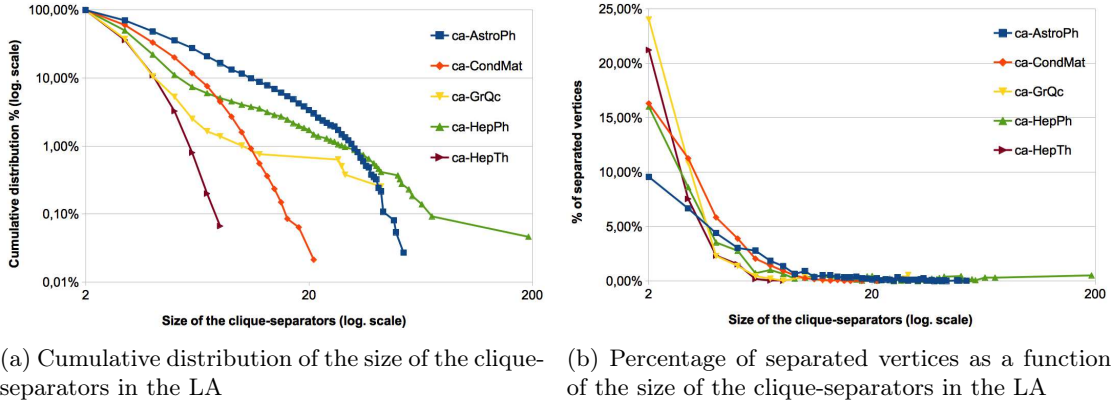 100,00%
10,00%
1,00%
0,10%
0,01%
2
20
200
Cumulative distribution % (log. scale)
Size of the clique-separators (log. scale)
ca-AstroPh
ca-CondMat
ca-GrQc
ca-HepPh
ca-HepTh
25,00%
20,00%
15,00%
10,00%
5,00%
0,00%
2
20
200
% of separated vertices
Size of the clique-separators (log. scale)
ca-AstroPh
ca-CondMat
ca-GrQc
ca-HepPh
ca-HepTh
(a) Cumulative distribution of the size of the clique-
separators in the LA
(b) Percentage of separated vertices as a function
of the size of the clique-separators in the LA